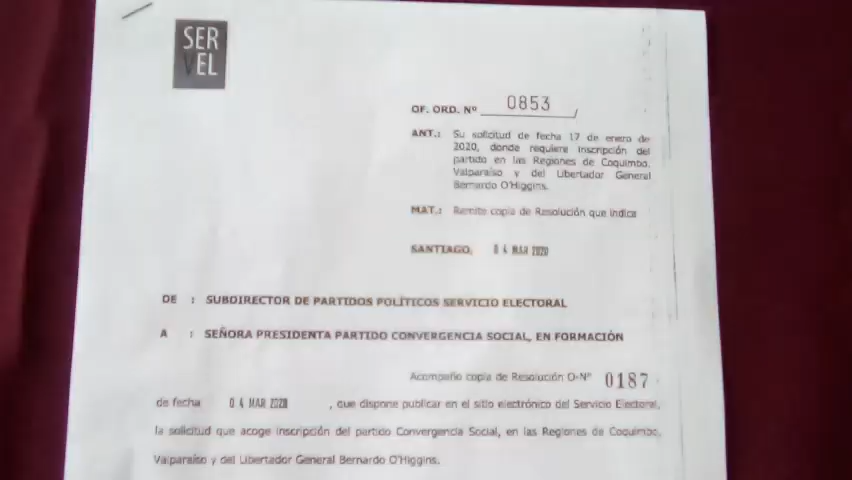 SER
VEL
OF. ORD. Nº 0853
ANT.: Su solicitud de fecha 17 de enero de
2020, donde requiere inscripción del
partido en las Regiones de Coquimbo,
Valparaíso y del Libertador General
Bernardo O'Higgins.
MAT.: Remite copia de Resolución que indica
SANTIAGO, 04 MAR 2020
DE : SUBDIRECTOR DE PARTIDOS POLÍTICOS SERVICIO ELECTORAL
A : SEÑORA PRESIDENTA PARTIDO CONVERGENCIA SOCIAL, EN FORMACIÓN
Acompaño copia de Resolución O-Nº 0187
de fecha 04 MAR 2020 , que dispone publicar en el sitio electrónico del Servicio Electoral,
la solicitud que acoge inscripción del partido Convergencia Social, en las Regiones de Coquimbo,
Valparaíso y del Libertador General Bernardo O'Higgins.